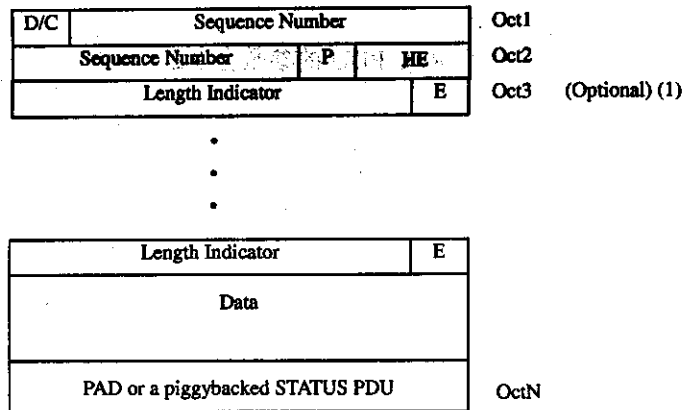 D/C Sequence Number Oct1
Sequence Number P HE Oct2
Length Indicator E Oct3 (Optional) (1)
Length Indicator E
Data
PAD or a piggybacked STATUS PDU OctN